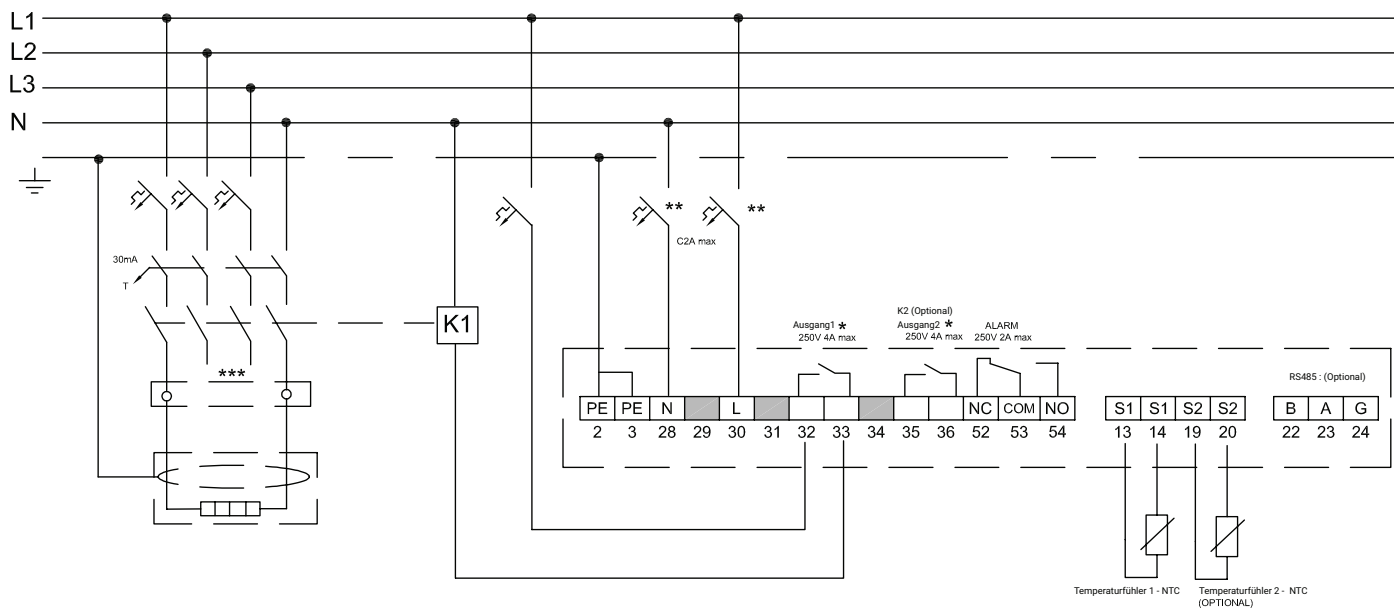 L1
L2
L3
N
** **
C2A max
30mA
T
K1
***
Ausgang1 *
250V 4A max
K2 (Optional)
Ausgang2 *
250V 4A max
ALARM
250V 2A max
RS485 : (Optional)
PE PE N L NC COM NO S1 S1 S2 S2 B A G
2 3 28 29 30 31 32 33 34 35 36 52 53 54 13 14 19 20 22 23 24
Temperaturfühler 1 - NTC
Temperaturfühler 2 - NTC
(OPTIONAL)